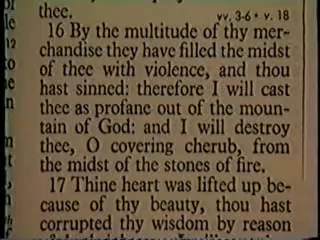 thee.
vv. 3-6 • v. 18
16 By the multitude of thy mer-
chandise they have filled the midst
of thee with violence, and thou
hast sinned: therefore I will cast
thee as profane out of the moun-
tain of God: and I will destroy
thee, O covering cherub, from
the midst of the stones of fire.
17 Thine heart was lifted up be-
cause of thy beauty, thou hast
corrupted thy wisdom by reason
12